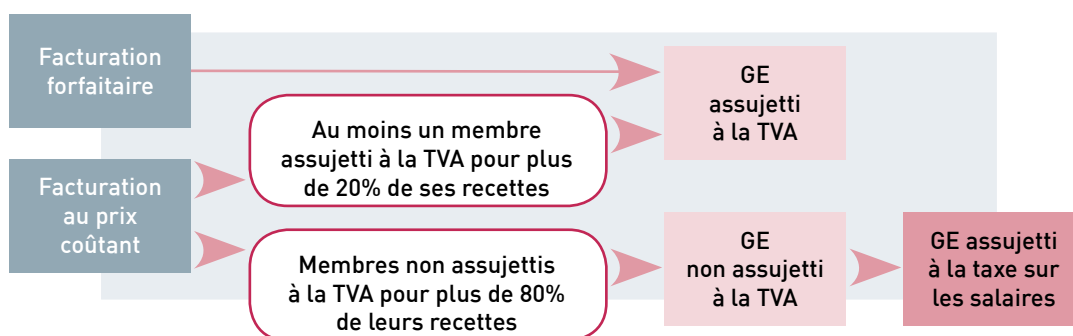 Facturation
forfaitaire
GE
assujetti
à la TVA
Au moins un membre
assujetti à la TVA pour plus
de 20% de ses recettes
Facturation
au prix
coûtant
Membres non assujettis
à la TVA pour plus de 80%
de leurs recettes
GE
non assujetti
à la TVA
GE assujetti
à la taxe sur
les salaires